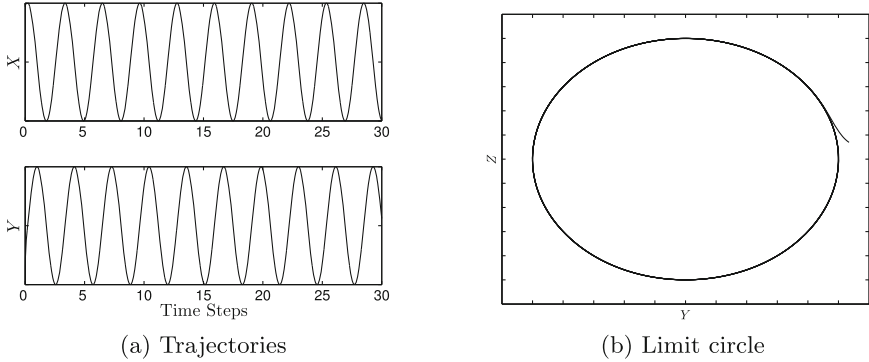 X
0 5 10 15 20 25 30
Y
0 5 10 15 20 25 30
Time Steps
(a) Trajectories
Z
Y
(b) Limit circle